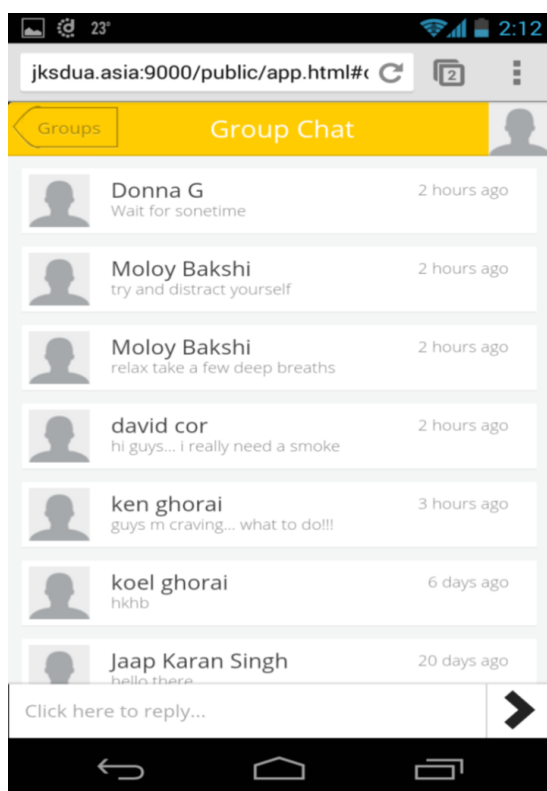 23°
2:12
jksdua.asia:9000/public/app.html#
2
Groups
Group Chat
Donna G
2 hours ago
Wait for sonetime
Moloy Bakshi
2 hours ago
try and distract yourself
Moloy Bakshi
2 hours ago
relax take a few deep breaths
david cor
2 hours ago
hi guys... i really need a smoke
ken ghorai
3 hours ago
guys m craving... what to do!!!
koel ghorai
6 days ago
hkhb
Jaap Karan Singh
20 days ago
hello there
Click here to reply...